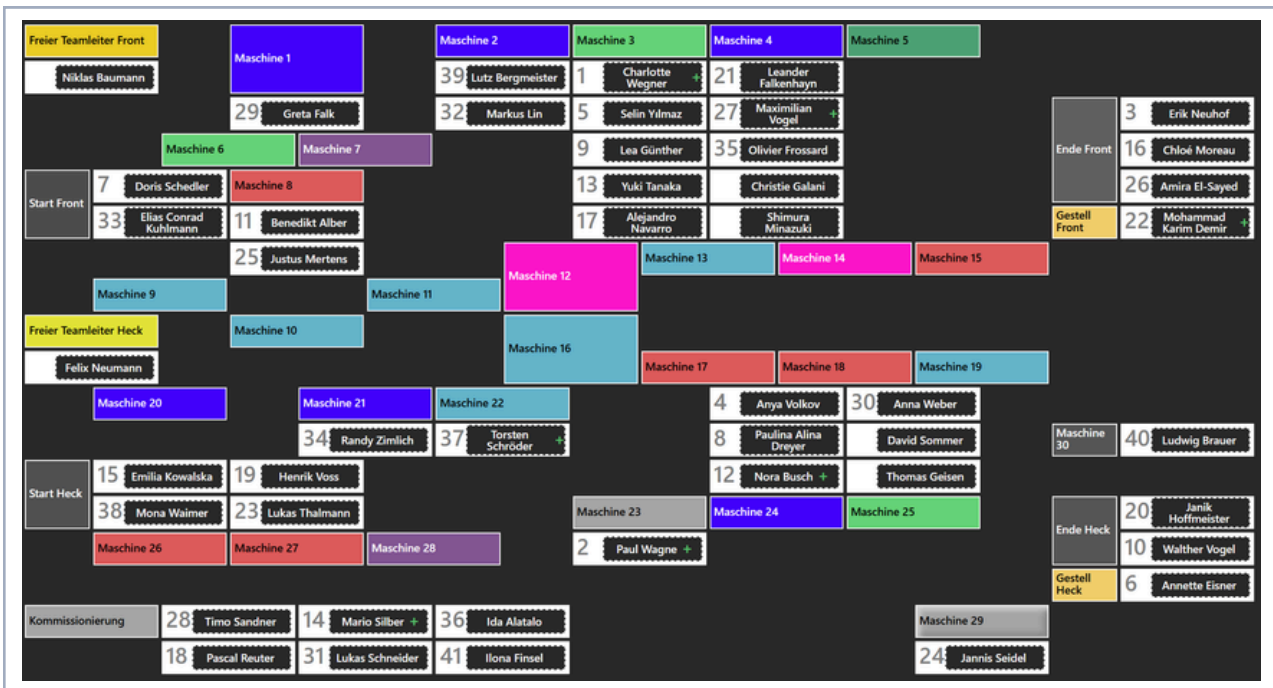 Freier Teamleiter Front
Niklas Baumann
Maschine 1
29 Greta Falk
Maschine 2
39 Lutz Bergmeister
32 Markus Lin
Maschine 3
1 Charlotte
Wegner +
5 Selin Yılmaz
9 Lea Günther
13 Yuki Tanaka
17 Alejandro
Navarro
Maschine 4
21 Leander
Falkenhayn
27 Maximilian
Vogel +
35 Olivier Frossard
Christie Galani
Shimura
Minazuki
Maschine 5
Ende Front
3 Erik Neuhof
16 Chloé Moreau
26 Amira El-Sayed
Gestell
Front
22 Mohammad
Karim Demir +
Maschine 6
Maschine 7
Start Front
7 Doris Schedler
33 Elias Conrad
Kuhlmann
Maschine 8
11 Benedikt Alber
25 Justus Mertens
Maschine 12
Maschine 13
Maschine 14
Maschine 15
Maschine 9
Maschine 11
Freier Teamleiter Heck
Felix Neumann
Maschine 10
Maschine 16
Maschine 17
Maschine 18
Maschine 19
Maschine 20
Maschine 21
34 Randy Zimlich
Maschine 22
37 Torsten
Schröder +
4 Anya Volkov
8 Paulina Alina
Dreyer
12 Nora Busch +
30 Anna Weber
David Sommer
Thomas Geisen
Maschine
30
40 Ludwig Brauer
Start Heck
15 Emilia Kowalska
38 Mona Waimer
19 Henrik Voss
23 Lukas Thalmann
Maschine 23
2 Paul Wagne +
Maschine 24
Maschine 25
Ende Heck
20 Janik
Hoffmeister
10 Walther Vogel
Gestell
Heck
6 Annette Eisner
Maschine 26
Maschine 27
Maschine 28
Kommissionierung
28 Timo Sandner
18 Pascal Reuter
14 Mario Silber +
31 Lukas Schneider
36 Ida Alatalo
41 Ilona Finsel
Maschine 29
24 Jannis Seidel